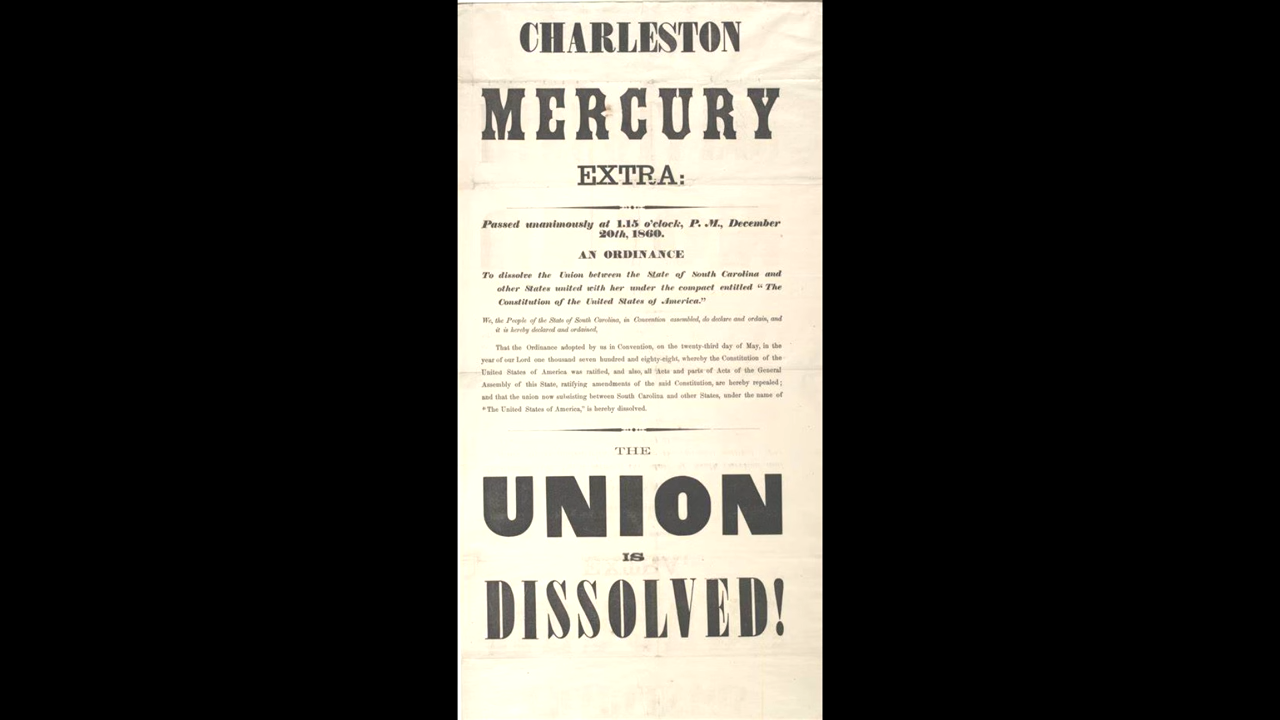 CHARLESTON
MERCURY
EXTRA:
Passed unanimously at 1.15 o'clock, P. M., December
20th, 1860.
AN ORDINANCE
To dissolve the Union between the State of South Carolina and
other States united with her under the compact entitled "The
Constitution of the United States of America."
We, the People of the State of South Carolina, in Convention assembled, do declare and ordain, and
it is hereby declared and ordained,
That the Ordinance adopted by us in Convention, on the twenty-third day of May, in the
year of our Lord one thousand seven hundred and eighty-eight, whereby the Constitution of the
United States of America was ratified, and also, all Acts and parts of Acts of the General
Assembly of this State, ratifying amendments of the said Constitution, are hereby repealed;
and that the union now subsisting between South Carolina and other States, under the name of
"The United States of America," is hereby dissolved.
THE
UNION
IS
DISSOLVED!